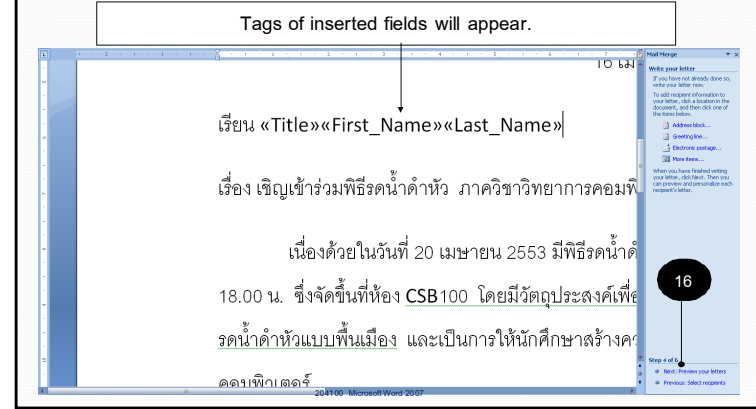 Tags of inserted fields will appear.
16 เม
เรียน «Title»«First_Name»«Last_Name»
เรื่อง เชิญเข้าร่วมพิธีรดน้ำดำหัว ภาควิชาวิทยาการคอมพิ
เนื่องด้วยในวันที่ 20 เมษายน 2553 มีพิธีรดน้ำด
18.00 น. ซึ่งจัดขึ้นที่ห้อง CSB100 โดยมีวัตถุประสงค์เพื่อ
รดน้ำดำหัวแบบพื้นเมือง และเป็นการให้นักศึกษาสร้างคว
คอมพิวเตอร์
204100 Microsoft Word 2007
Mail Merge
Write your letter
If you have not already done so,
write your letter now.
To add recipient information to
your letter, click a location in the
document, and then click one of
the items below.
Address block...
Greeting line...
Electronic postage...
More items...
When you have finished writing
your letter, click Next. Then you
can preview and personalize each
recipient's letter.
16
Step 4 of 6
Next: Preview your letters
Previous: Select recipients